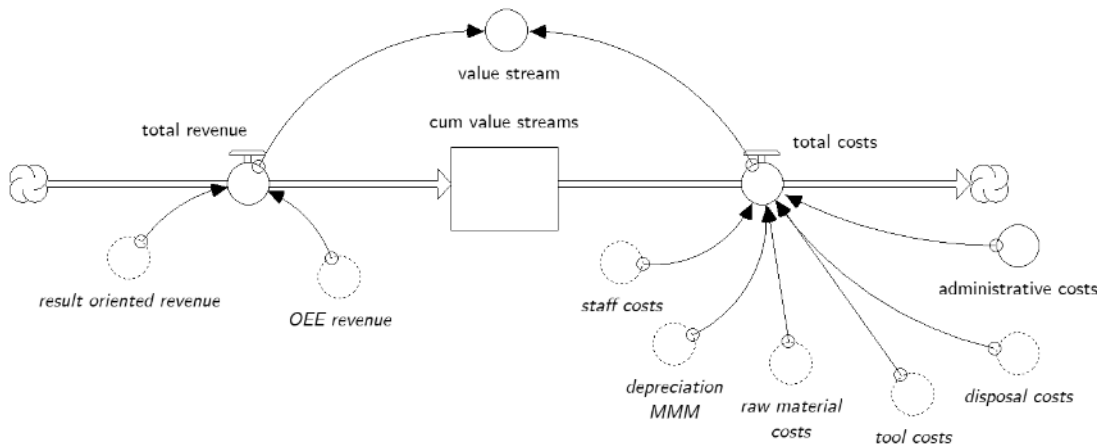 value stream
total revenue
cum value streams
total costs
result oriented revenue
OEE revenue
staff costs
administrative costs
depreciation
MMM
raw material
costs
tool costs
disposal costs